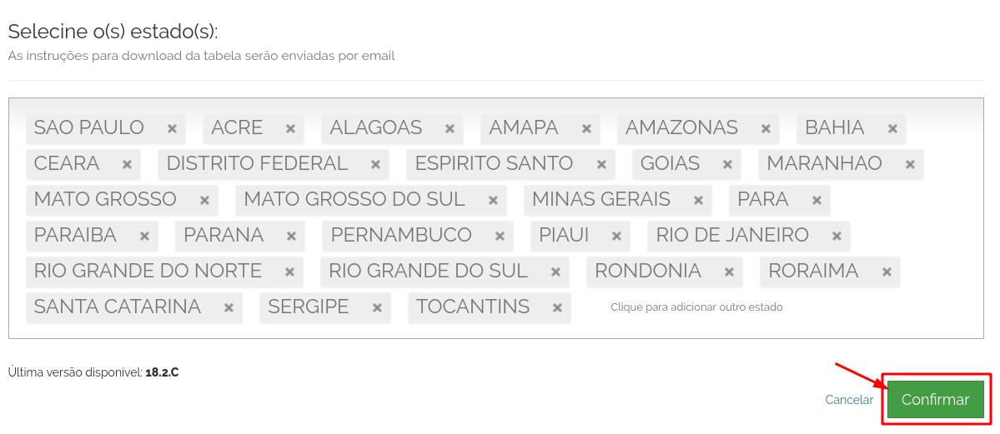 Selecine o(s) estado(s):
As instruções para download da tabela serão enviadas por email
SAO PAULO × ACRE × ALAGOAS × AMAPA × AMAZONAS × BAHIA ×
CEARA × DISTRITO FEDERAL × ESPIRITO SANTO × GOIAS × MARANHAO ×
MATO GROSSO × MATO GROSSO DO SUL × MINAS GERAIS × PARA ×
PARAIBA × PARANA × PERNAMBUCO × PIAUI × RIO DE JANEIRO ×
RIO GRANDE DO NORTE × RIO GRANDE DO SUL × RONDONIA × RORAIMA ×
SANTA CATARINA × SERGIPE × TOCANTINS × Clique para adicionar outro estado
Última versão disponível: 18.2.C
Cancelar Confirmar